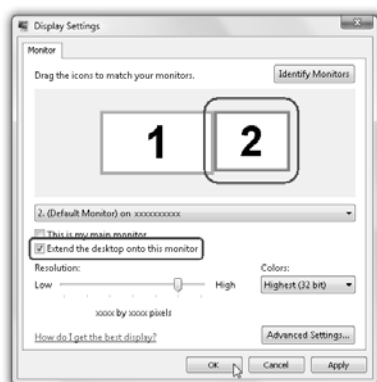 Display Settings
Monitor
Drag the icons to match your monitors.
Identify Monitors
1 2
2. (Default Monitor) on xxxxxxxxxx
This is my main monitor
Extend the desktop onto this monitor
Resolution: Colors:
Low High Highest (32 bit)
xxxx by xxxx pixels
How do I get the best display? Advanced Settings...
OK Cancel Apply